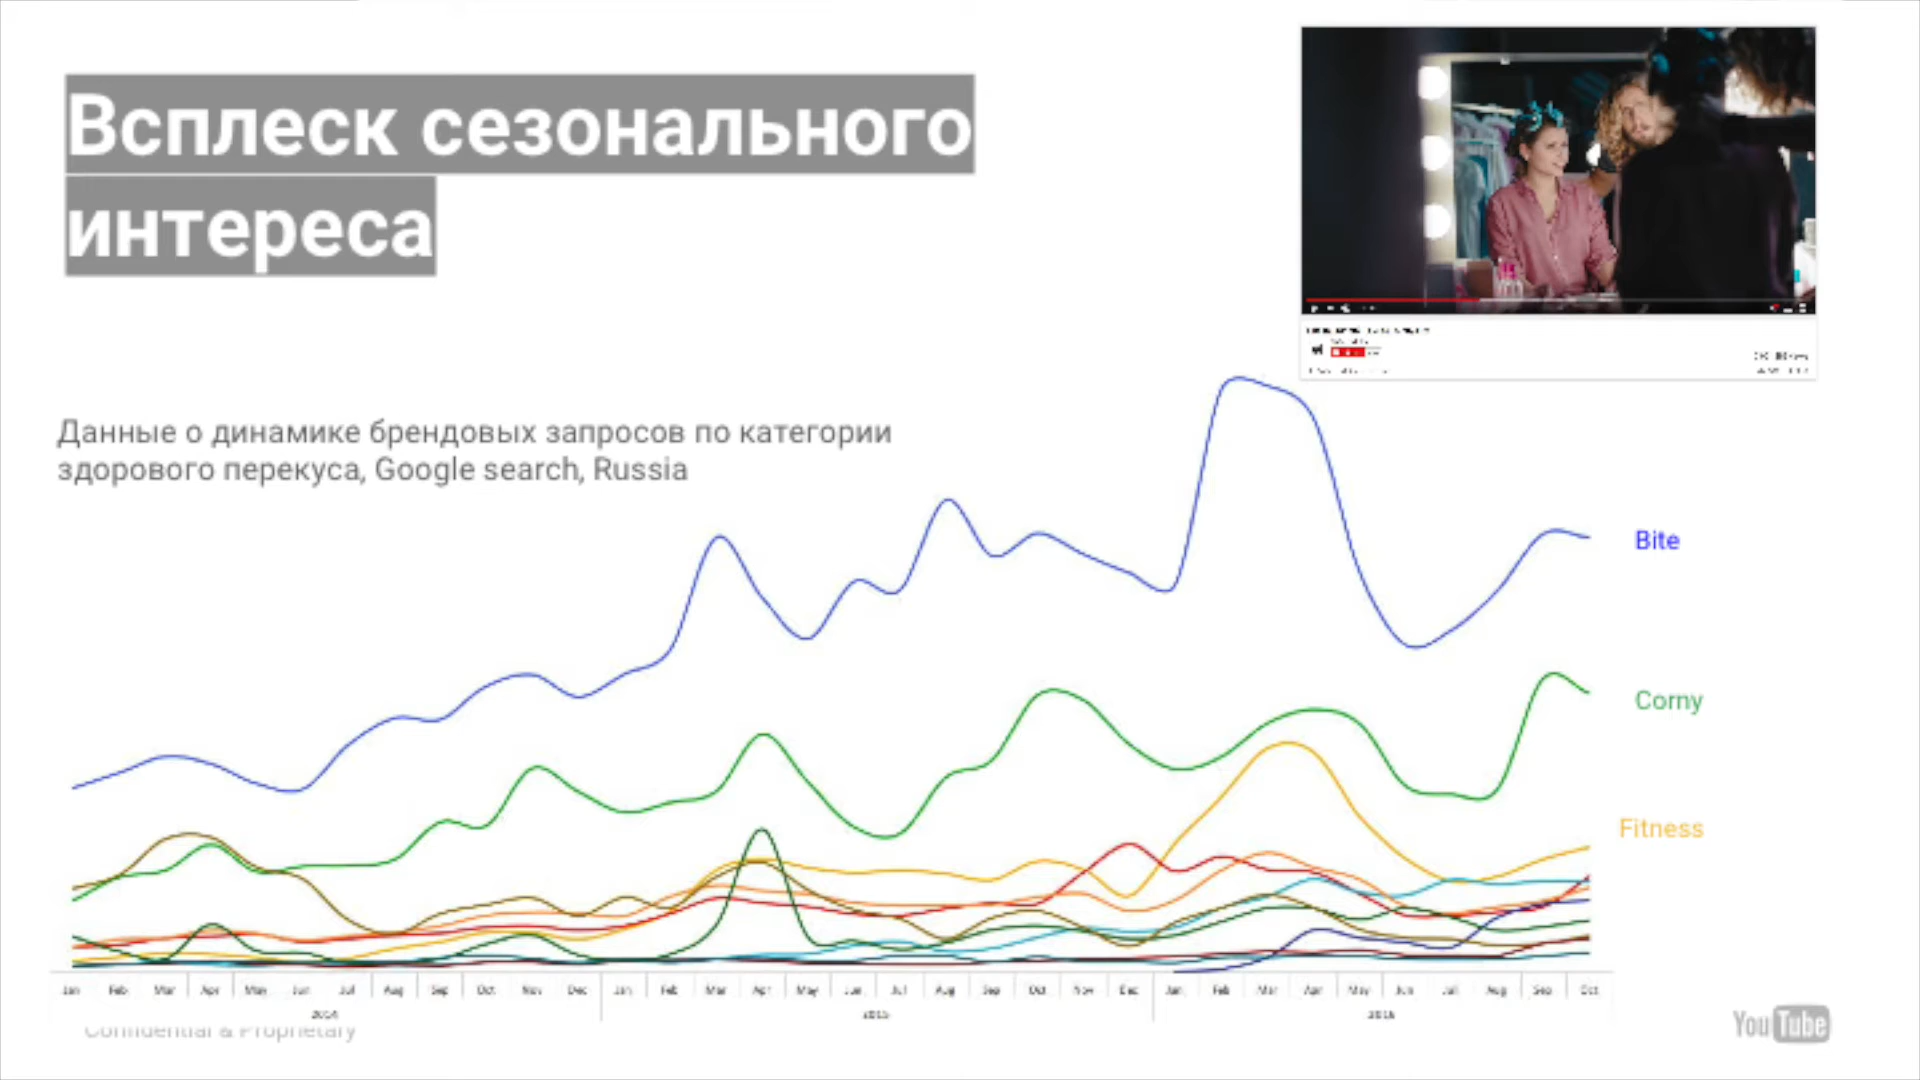 Всплеск сезонального
интереса
Данные о динамике брендовых запросов по категории
здорового перекуса, Google search, Russia
Bite
Corny
Fitness
Jan Feb Mar Apr May Jun Jul Aug Sep Oct Nov Dec Jan Feb Mar Apr May Jun Jul Aug Sep Oct Nov Dec Jan Feb Mar Apr May Jun Jul Aug Sep Oct
2014 2015 2016
Confidential & Proprietary
YouTube